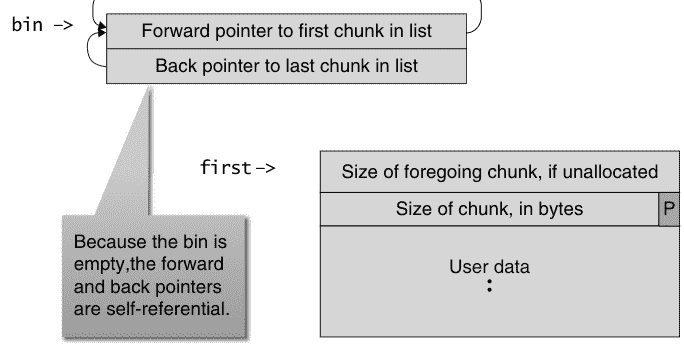 bin ->
Forward pointer to first chunk in list
Back pointer to last chunk in list
first->
Size of foregoing chunk, if unallocated
Size of chunk, in bytes
P
User data
:
Because the bin is
empty,the forward
and back pointers
are self-referential.